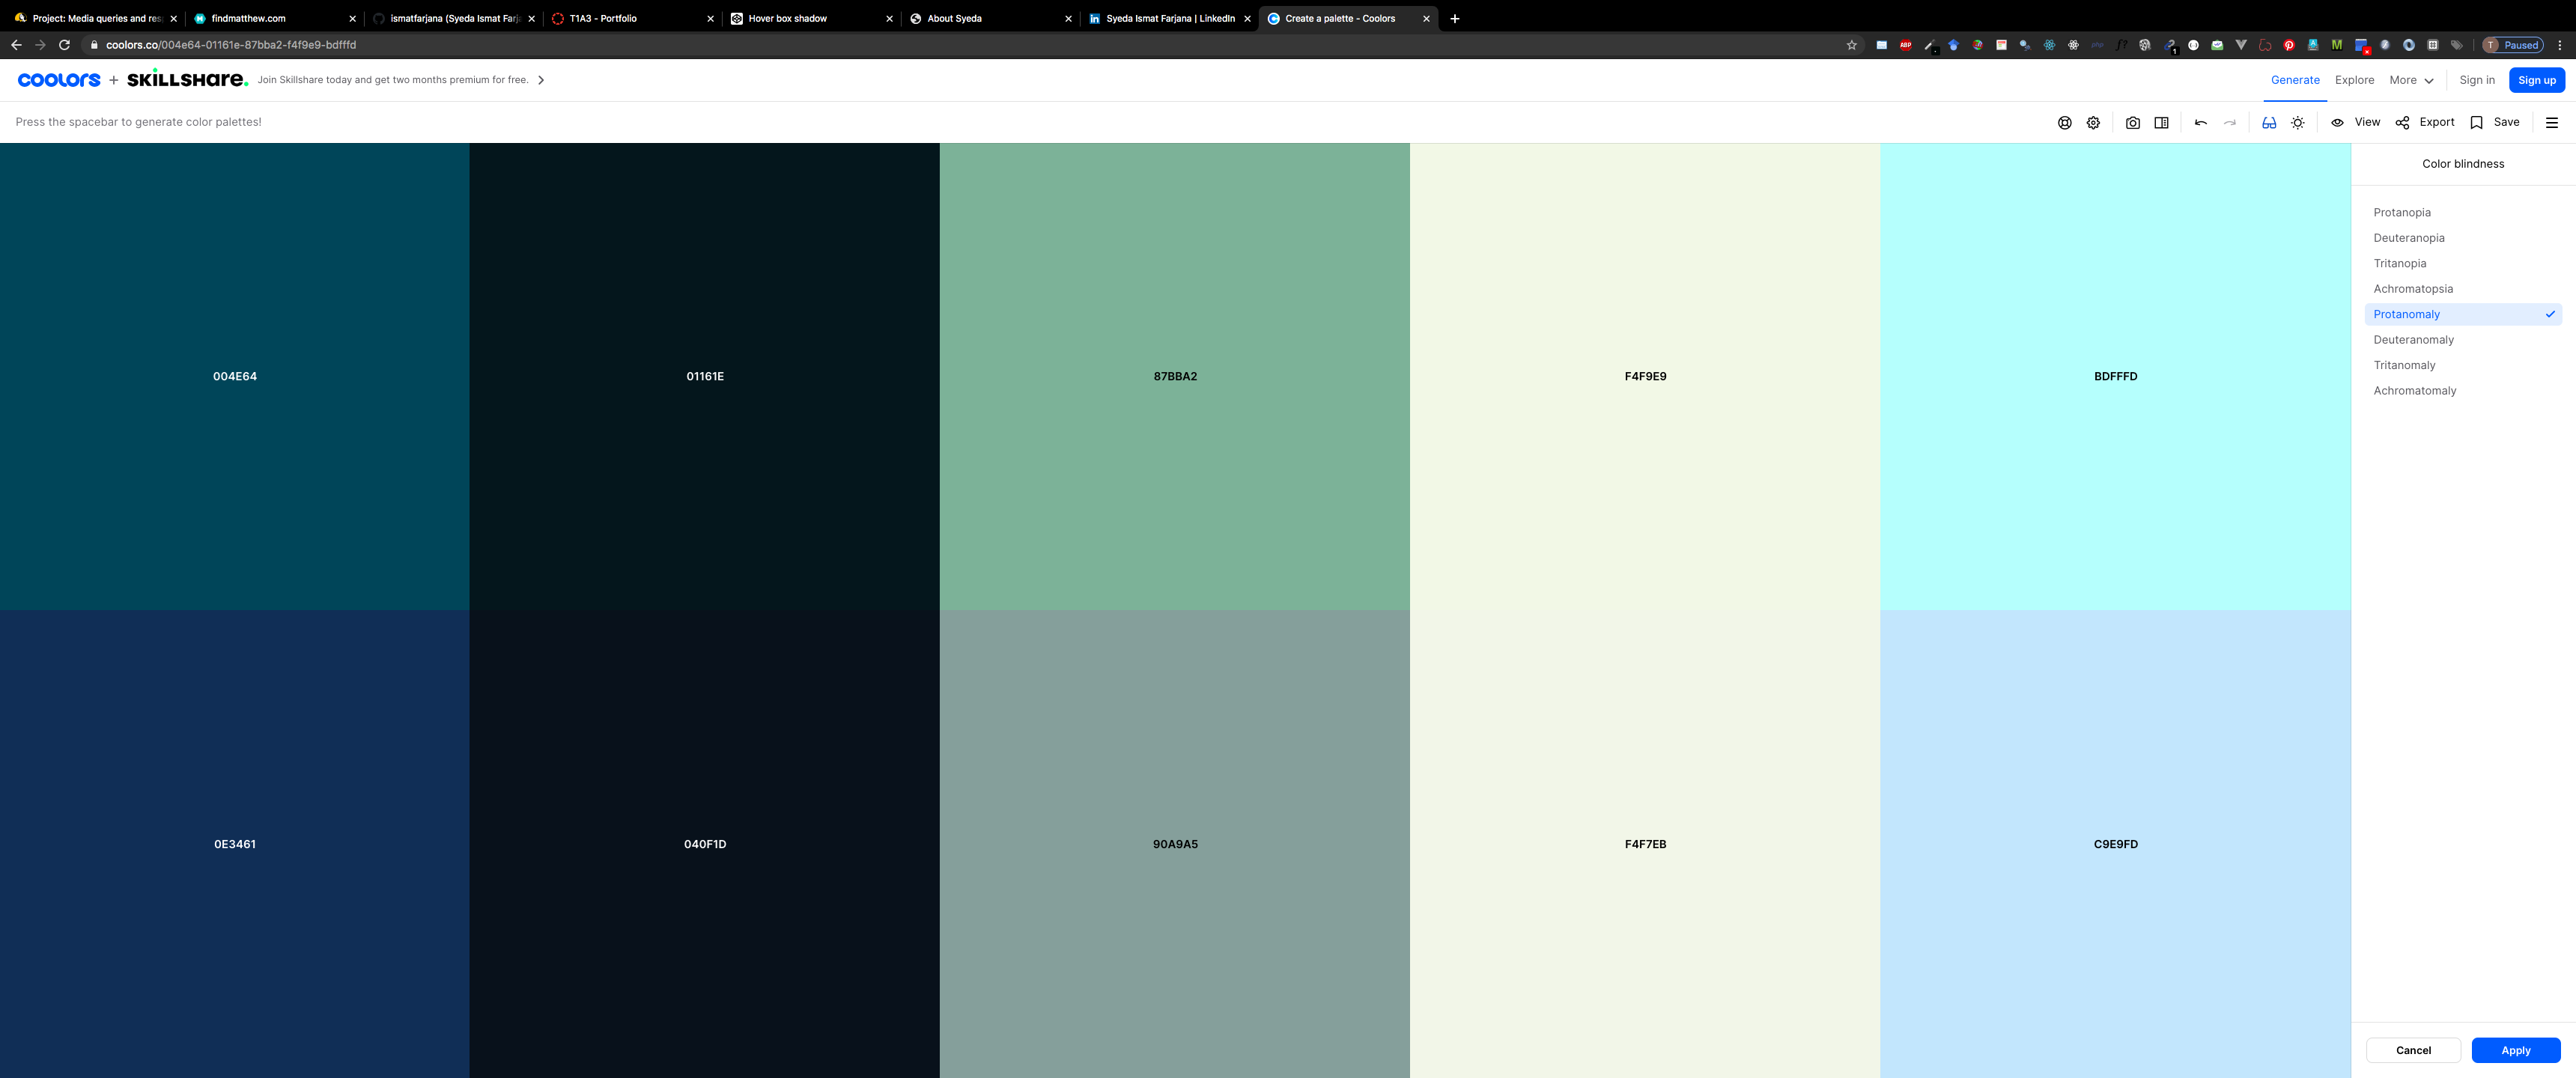 Project: Media queries and res
findmatthew.com
ismatfarjana (Syeda Ismat Farja
T1A3 - Portfolio
Hover box shadow
About Syeda
Syeda Ismat Farjana | LinkedIn
Create a palette - Coolors
coolors.co/004e64-01161e-87bba2-f4f9e9-bdfffd
ABP
1
php
f?
M
T Paused
coolors + SKILLSHARE. Join Skillshare today and get two months premium for free.
Generate Explore More Sign in Sign up
Press the spacebar to generate color palettes!
View Export Save
Color blindness
Protanopia
Deuteranopia
Tritanopia
Achromatopsia
Protanomaly
Deuteranomaly
Tritanomaly
Achromatomaly
004E64 01161E 87BBA2 F4F9E9 BDFFFD
0E3461 040F1D 90A9A5 F4F7EB C9E9FD
Cancel Apply